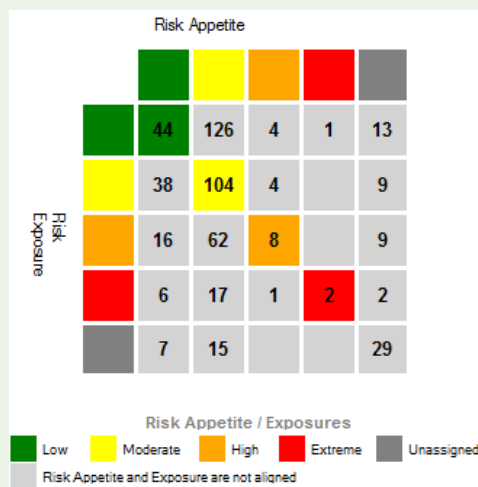 Risk Appetite
44 126 4 1 13
38 104 4 9
Risk
Exposure
16 62 8 9
6 17 1 2 2
7 15 29
Risk Appetite / Exposures
Low Moderate High Extreme Unassigned
Risk Appetite and Exposure are not aligned